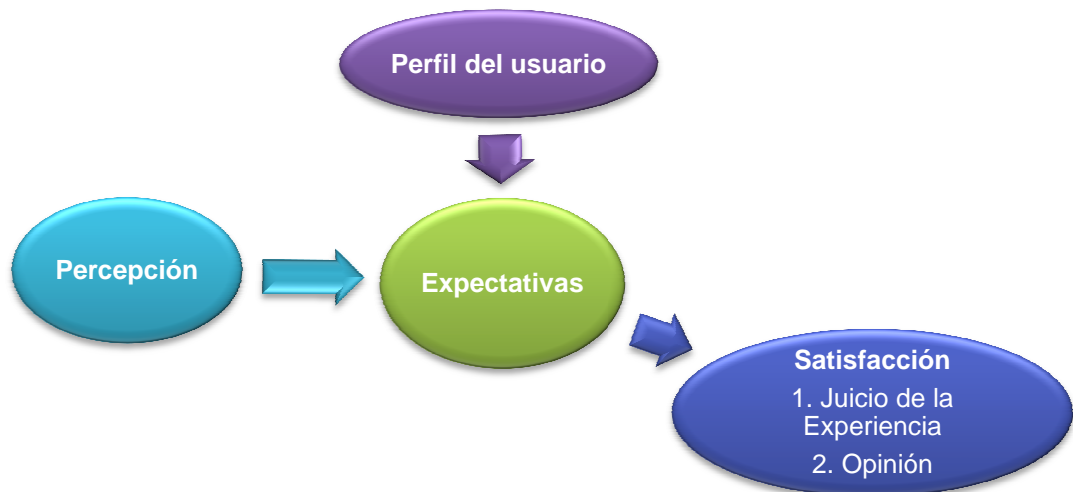 Perfil del usuario
Percepción
Expectativas
Satisfacción
1. Juicio de la
Experiencia
2. Opinión